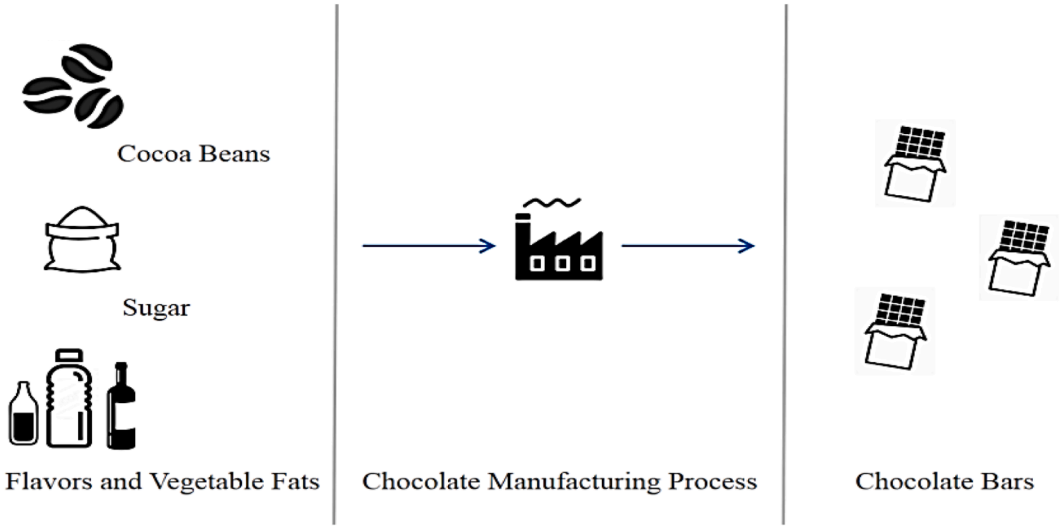 Cocoa Beans
Sugar
Flavors and Vegetable Fats
Chocolate Manufacturing Process
Chocolate Bars